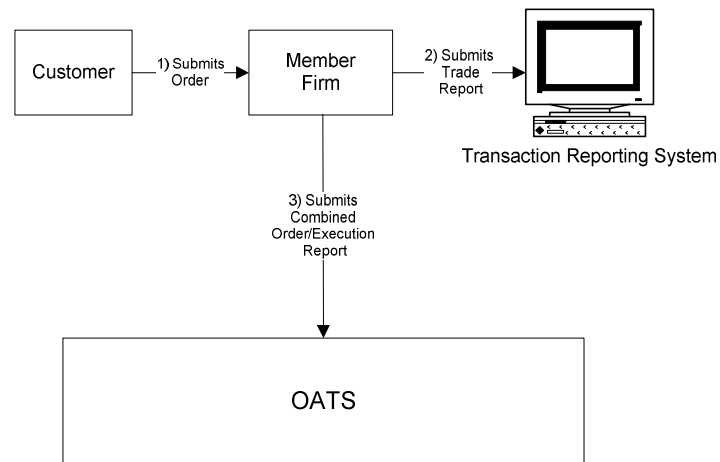 Customer
1) Submits
Order
Member
Firm
2) Submits
Trade
Report
Transaction Reporting System
3) Submits
Combined
Order/Execution
Report
OATS